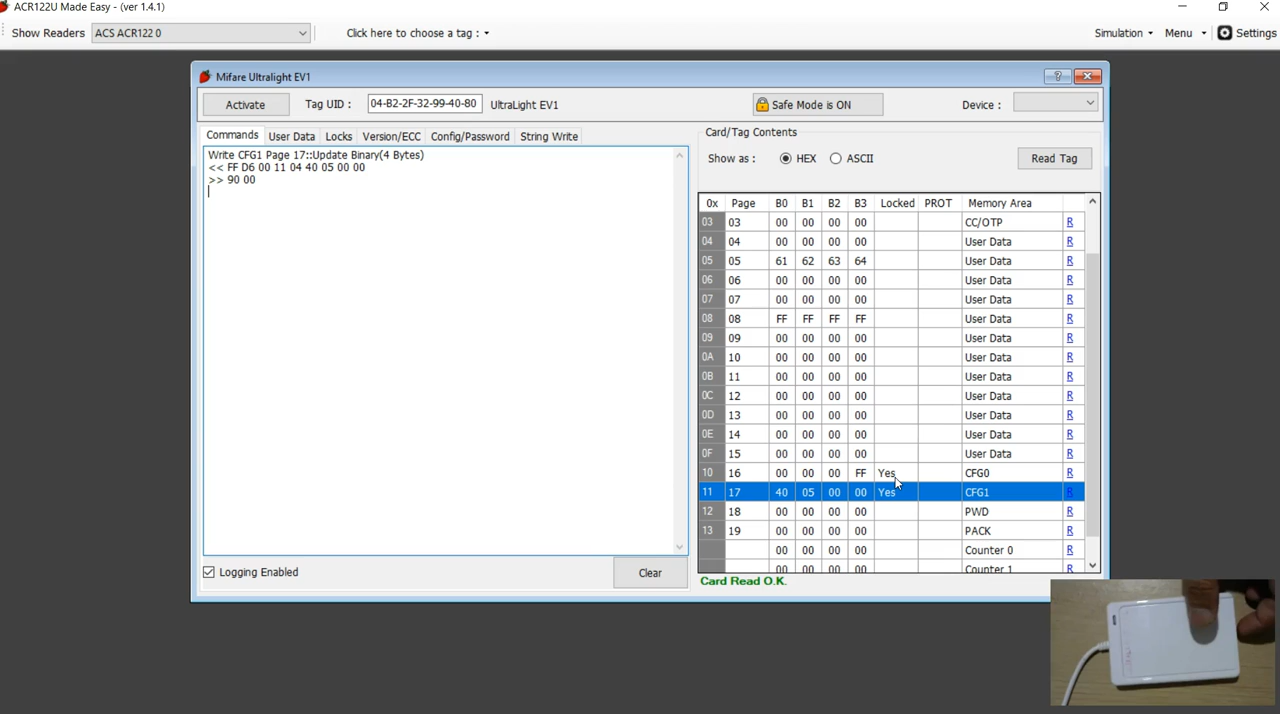 ACR122U Made Easy - (ver 1.4.1)
Show Readers ACS ACR122 0 Click here to choose a tag : Simulation Menu Settings
Mifare Ultralight EV1 ?
Activate Tag UID : 04-B2-2F-32-99-40-80 UltraLight EV1 Safe Mode is ON Device :
Commands User Data Locks Version/ECC Config/Password String Write
Write CFG1 Page 17::Update Binary(4 Bytes)
<< FF D6 00 11 04 40 05 00 00
>> 90 00
Logging Enabled Clear
Card/Tag Contents
Show as : HEX ASCII Read Tag
0x Page B0 B1 B2 B3 Locked PROT Memory Area
03 03 00 00 00 00 CC/OTP R
04 04 00 00 00 00 User Data R
05 05 61 62 63 64 User Data R
06 06 00 00 00 00 User Data R
07 07 00 00 00 00 User Data R
08 08 FF FF FF FF User Data R
09 09 00 00 00 00 User Data R
0A 10 00 00 00 00 User Data R
0B 11 00 00 00 00 User Data R
0C 12 00 00 00 00 User Data R
0D 13 00 00 00 00 User Data R
0E 14 00 00 00 00 User Data R
0F 15 00 00 00 00 User Data R
10 16 00 00 00 FF Yes CFG0 R
11 17 40 05 00 00 Yes CFG1 R
12 18 00 00 00 00 PWD R
13 19 00 00 00 00 PACK R
00 00 00 00 Counter 0 R
00 00 00 00 Counter 1 R
Card Read O.K.